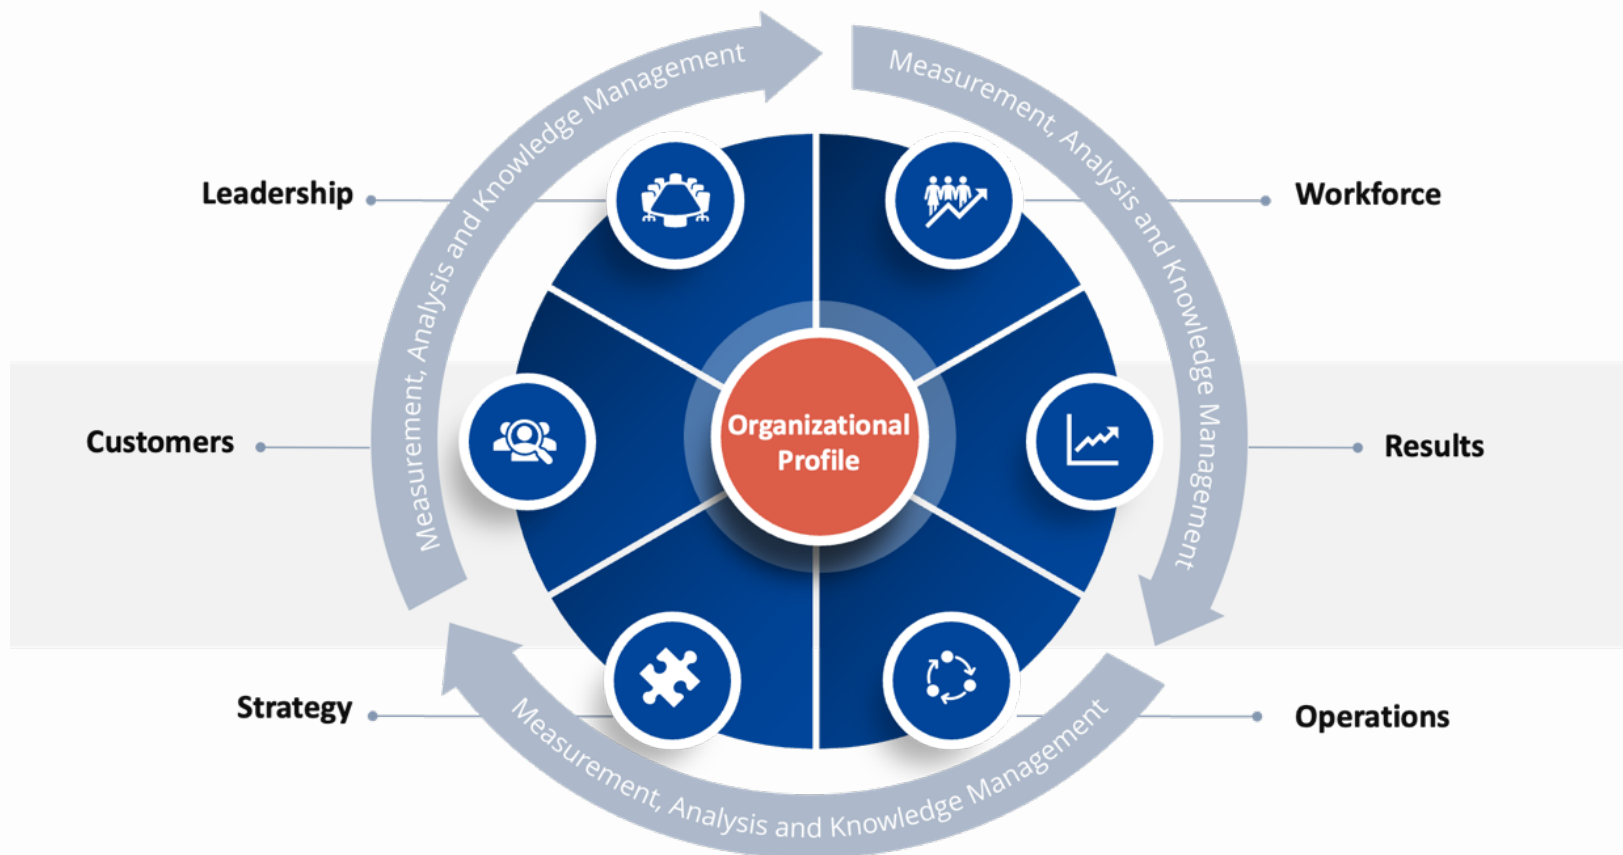 Measurement, Analysis and Knowledge Management
Measurement, Analysis and Knowledge Management
Leadership
Workforce
Customers
Organizational
Profile
Results
Strategy
Operations
Measurement, Analysis and Knowledge Management